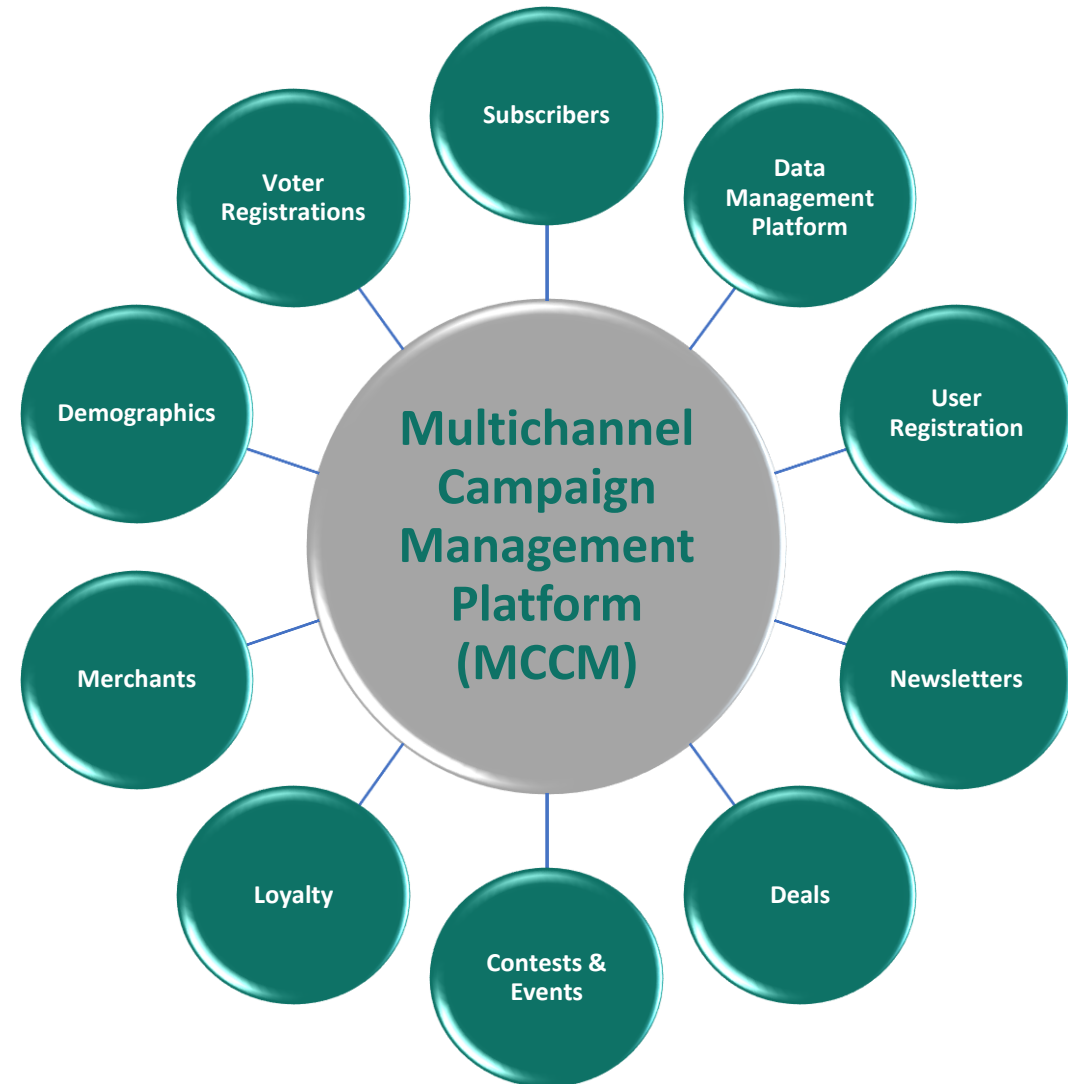 Subscribers
Data
Management
Platform
User
Registration
Newsletters
Deals
Contests &
Events
Loyalty
Merchants
Demographics
Voter
Registrations
Multichannel
Campaign
Management
Platform
(MCCM)